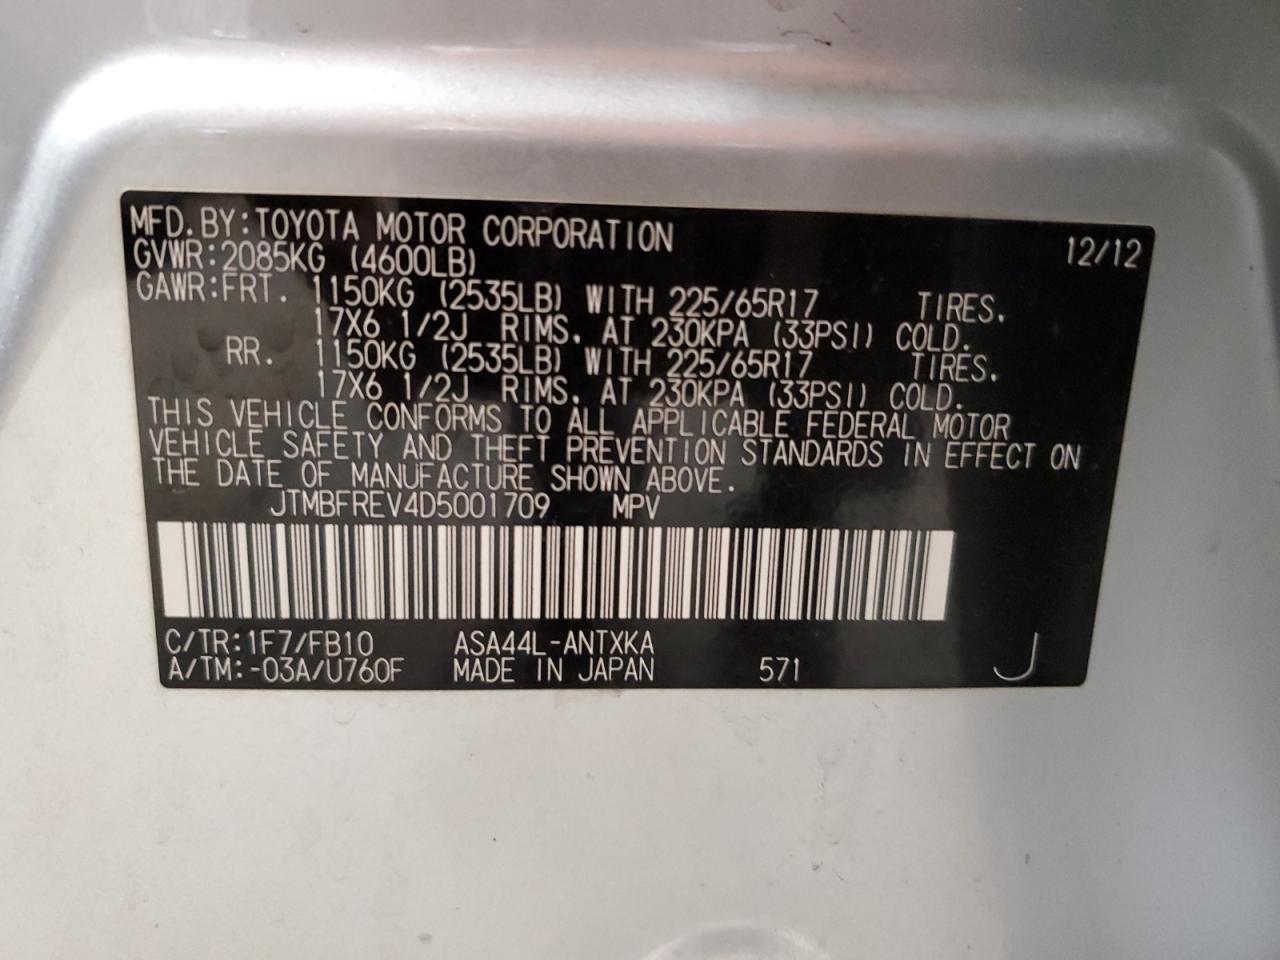 MFD.BY:TOYOTA MOTOR CORPORATION 12/12
GVWR:2085KG (4600LB)
GAWR:FRT. 1150KG (2535LB) WITH 225/65R17 TIRES.
17X6 1/2J RIMS. AT 230KPA (33PSI) COLD.
RR. 1150KG (2535LB) WITH 225/65R17 TIRES.
17X6 1/2J RIMS. AT 230KPA (33PSI) COLD.
THIS VEHICLE CONFORMS TO ALL APPLICABLE FEDERAL MOTOR
VEHICLE SAFETY AND THEFT PREVENTION STANDARDS IN EFFECT ON
THE DATE OF MANUFACTURE SHOWN ABOVE.
JTMBFREV4D5001709 MPV
C/TR:1F7/FB10 ASA44L-ANTXKA
A/TM:-03A/U760F MADE IN JAPAN 571 J